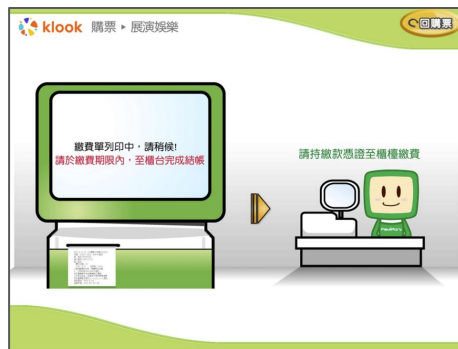 klook 購票 ▸ 展演娛樂
回購票
繳費單列印中，請稍候!
請於繳費期限內，至櫃台完成結帳
請持繳款憑證至櫃檯繳費
FamiPort